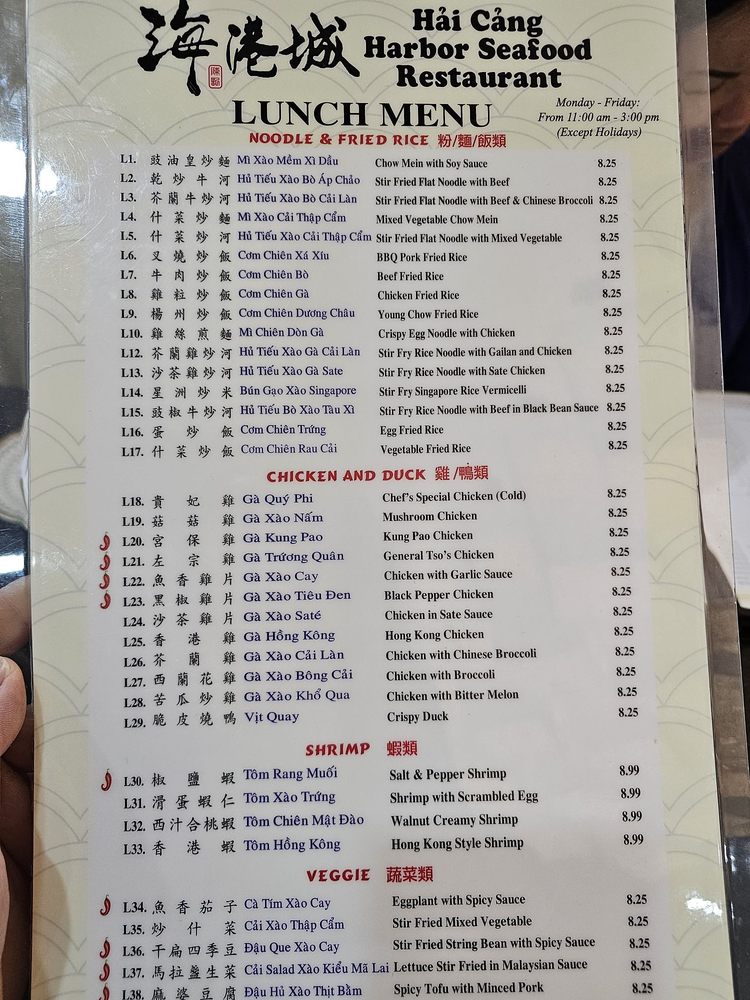 海港城
Hải Cảng
Harbor Seafood
Restaurant
LUNCH MENU
Monday - Friday:
From 11:00 am - 3:00 pm
(Except Holidays)
NOODLE & FRIED RICE 粉/麵/飯類
L1. 豉油皇炒麵 Mì Xào Mềm Xì Dầu Chow Mein with Soy Sauce 8.25
L2. 乾炒牛河 Hủ Tiếu Xào Bò Áp Chảo Stir Fried Flat Noodle with Beef 8.25
L3. 芥蘭牛炒河 Hủ Tiếu Xào Bò Cải Làn Stir Fried Flat Noodle with Beef & Chinese Broccoli 8.25
L4. 什菜炒麵 Mì Xào Cải Thập Cẩm Mixed Vegetable Chow Mein 8.25
L5. 什菜炒河 Hủ Tiếu Xào Cải Thập Cẩm Stir Fried Flat Noodle with Mixed Vegetable 8.25
L6. 叉燒炒飯 Cơm Chiên Xá Xíu BBQ Pork Fried Rice 8.25
L7. 牛肉炒飯 Cơm Chiên Bò Beef Fried Rice 8.25
L8. 雞粒炒飯 Cơm Chiên Gà Chicken Fried Rice 8.25
L9. 楊州炒飯 Cơm Chiên Dương Châu Young Chow Fried Rice 8.25
L10. 雞絲煎麵 Mì Chiên Dòn Gà Crispy Egg Noodle with Chicken 8.25
L12. 芥蘭雞炒河 Hủ Tiếu Xào Gà Cải Làn Stir Fry Rice Noodle with Gailan and Chicken 8.25
L13. 沙茶雞炒河 Hủ Tiếu Xào Gà Sate Stir Fry Rice Noodle with Sate Chicken 8.25
L14. 星洲炒米 Bún Gạo Xào Singapore Stir Fry Singapore Rice Vermicelli 8.25
L15. 豉椒牛炒河 Hủ Tiếu Bò Xào Tàu Xì Stir Fry Rice Noodle with Beef in Black Bean Sauce 8.25
L16. 蛋炒飯 Cơm Chiên Trứng Egg Fried Rice 8.25
L17. 什菜炒飯 Cơm Chiên Rau Cải Vegetable Fried Rice 8.25
CHICKEN AND DUCK 雞/鴨類
L18. 貴妃雞 Gà Quý Phi Chef's Special Chicken (Cold) 8.25
L19. 菇菇雞 Gà Xào Nấm Mushroom Chicken 8.25
L20. 宮保雞 Gà Kung Pao Kung Pao Chicken 8.25
L21. 左宗雞 Gà Trương Quân General Tso's Chicken 8.25
L22. 魚香雞片 Gà Xào Cay Chicken with Garlic Sauce 8.25
L23. 黑椒雞片 Gà Xào Tiêu Đen Black Pepper Chicken 8.25
L24. 沙茶雞片 Gà Xào Saté Chicken in Sate Sauce 8.25
L25. 香港雞 Gà Hồng Kông Hong Kong Chicken 8.25
L26. 芥蘭雞 Gà Xào Cải Làn Chicken with Chinese Broccoli 8.25
L27. 西蘭花雞 Gà Xào Bông Cải Chicken with Broccoli 8.25
L28. 苦瓜炒雞 Gà Xào Khổ Qua Chicken with Bitter Melon 8.25
L29. 脆皮燒鴨 Vịt Quay Crispy Duck 8.25
SHRIMP 蝦類
L30. 椒鹽蝦 Tôm Rang Muối Salt & Pepper Shrimp 8.99
L31. 滑蛋蝦仁 Tôm Xào Trứng Shrimp with Scrambled Egg 8.99
L32. 西汁合桃蝦 Tôm Chiên Mật Đào Walnut Creamy Shrimp 8.99
L33. 香港蝦 Tôm Hồng Kông Hong Kong Style Shrimp 8.99
VEGGIE 蔬菜類
L34. 魚香茄子 Cà Tím Xào Cay Eggplant with Spicy Sauce 8.25
L35. 炒什菜 Cải Xào Thập Cẩm Stir Fried Mixed Vegetable 8.25
L36. 干扁四季豆 Đậu Que Xào Cay Stir Fried String Bean with Spicy Sauce 8.25
L37. 馬拉盞生菜 Cải Salad Xào Kiểu Mã Lai Lettuce Stir Fried in Malaysian Sauce 8.25
L38. 麻婆豆腐 Đậu Hủ Xào Thịt Bằm Spicy Tofu with Minced Pork 8.25